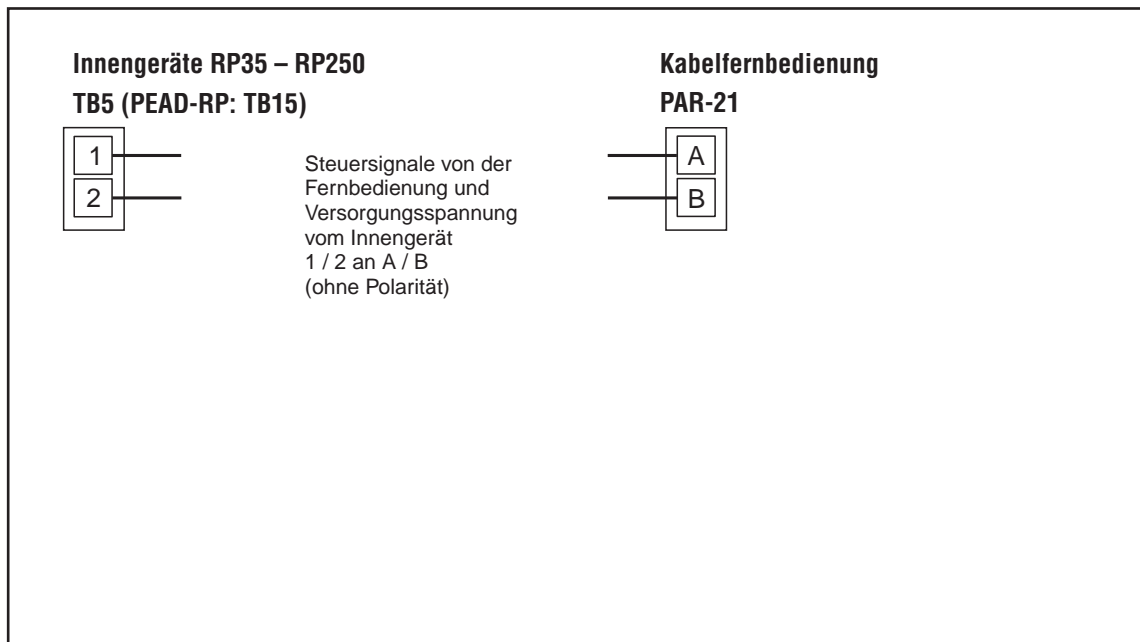 Innengeräte RP35 – RP250
TB5 (PEAD-RP: TB15)
1
2
Steuersignale von der
Fernbedienung und
Versorgungsspannung
vom Innengerät
1 / 2 an A / B
(ohne Polarität)
Kabelfernbedienung
PAR-21
A
B